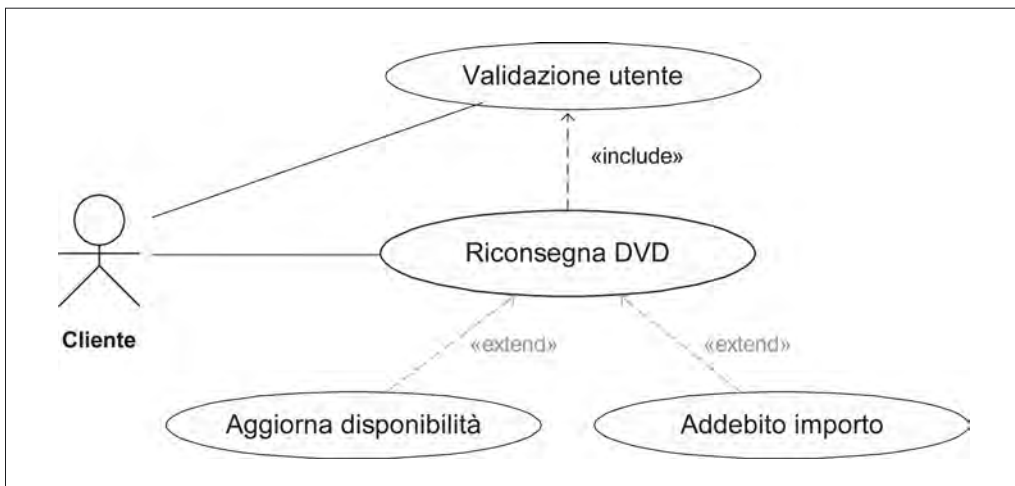 Validazione utente
«include»
Riconsegna DVD
Cliente
«extend»
«extend»
Aggiorna disponibilità
Addebito importo